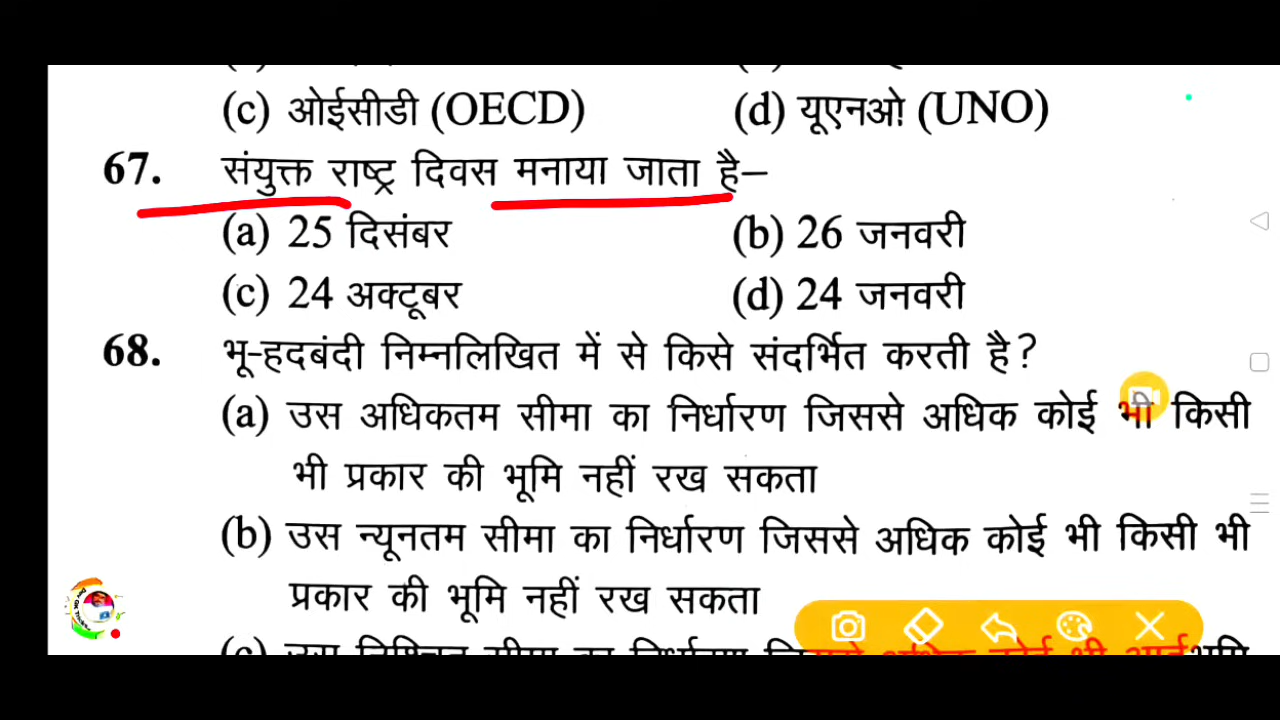 (c) ओईसीडी (OECD) (d) यूएनओ (UNO)
67. संयुक्त राष्ट्र दिवस मनाया जाता है–
(a) 25 दिसंबर (b) 26 जनवरी
(c) 24 अक्टूबर (d) 24 जनवरी
68. भू-हदबंदी निम्नलिखित में से किसे संदर्भित करती है?
(a) उस अधिकतम सीमा का निर्धारण जिससे अधिक कोई भी किसी
भी प्रकार की भूमि नहीं रख सकता
(b) उस न्यूनतम सीमा का निर्धारण जिससे अधिक कोई भी किसी भी
प्रकार की भूमि नहीं रख सकता